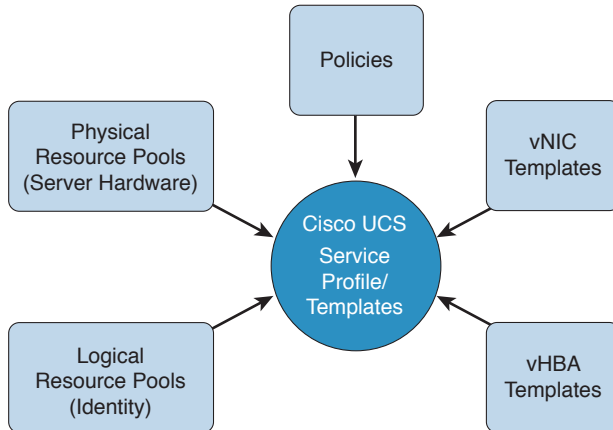 Policies
Physical
Resource Pools
(Server Hardware)
vNIC
Templates
Cisco UCS
Service
Profile/
Templates
Logical
Resource Pools
(Identity)
vHBA
Templates